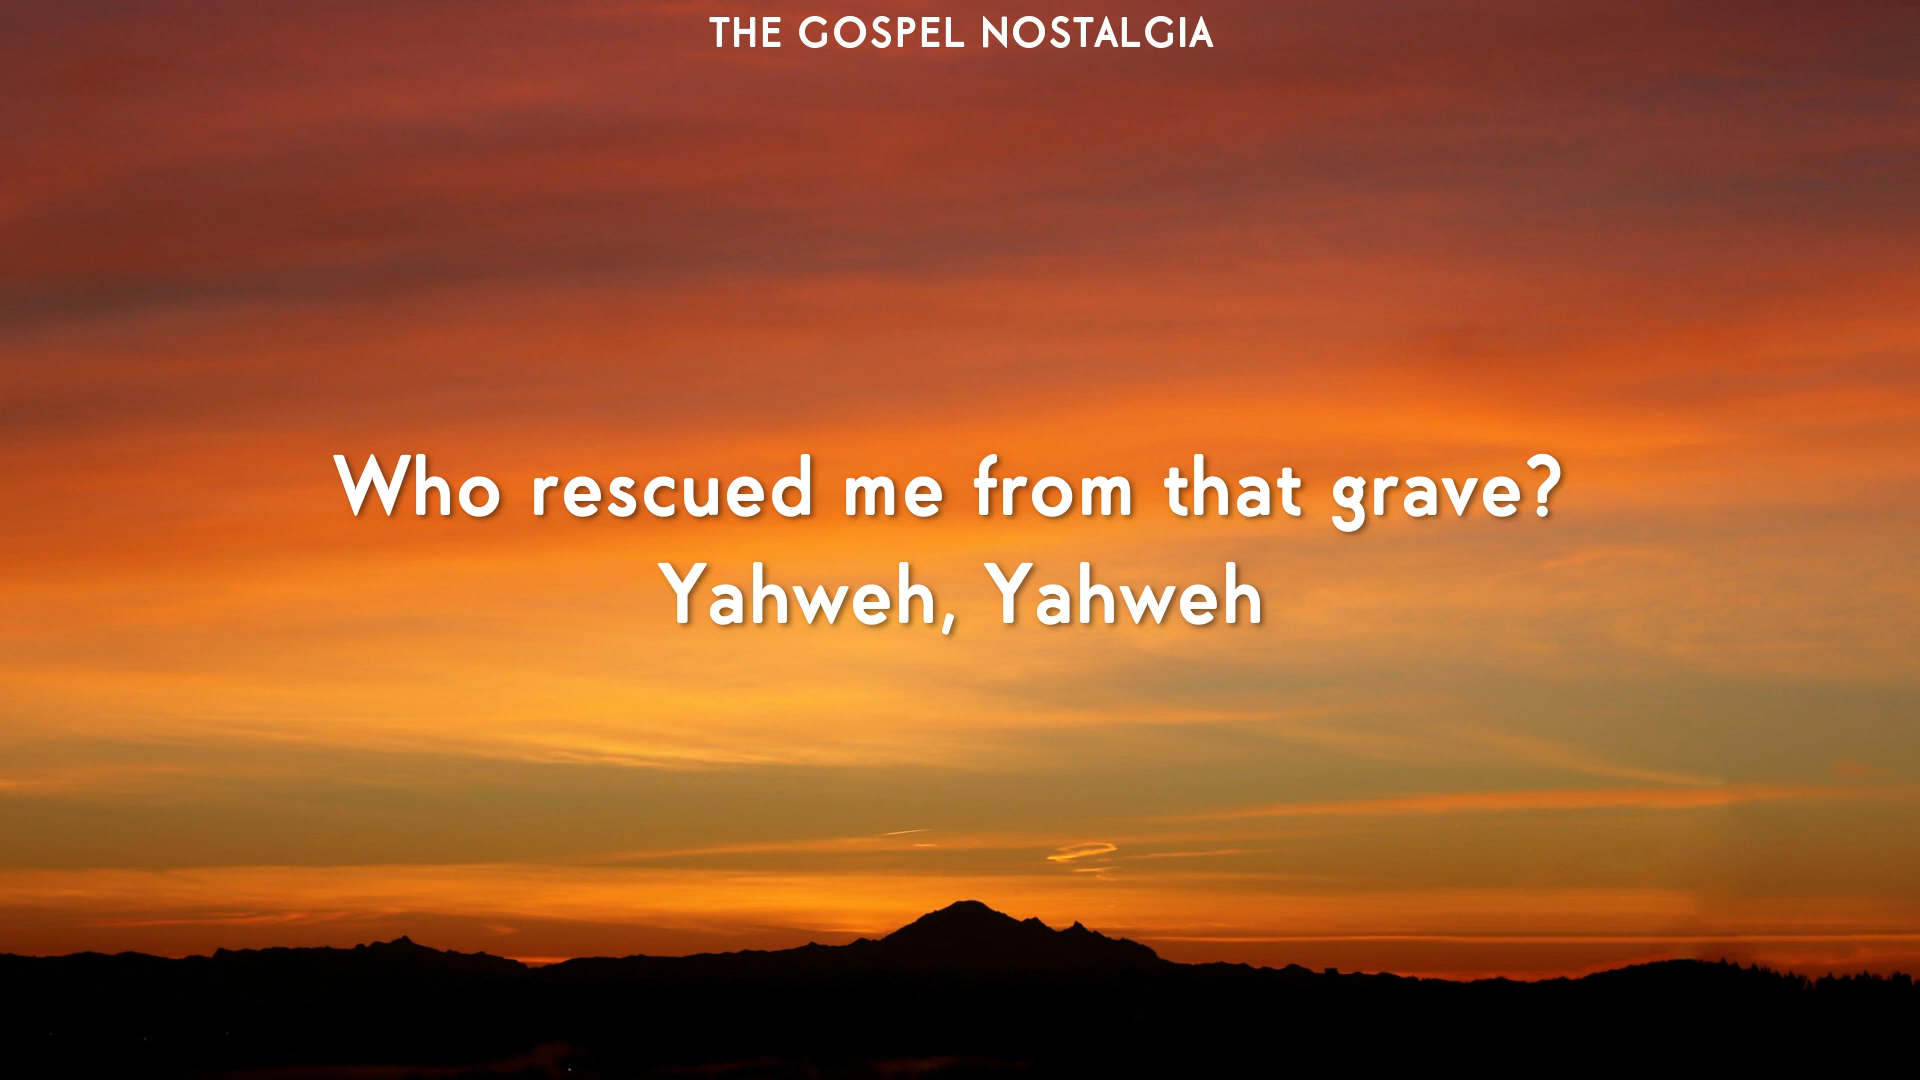 THE GOSPEL NOSTALGIA
Who rescued me from that grave?
Yahweh, Yahweh